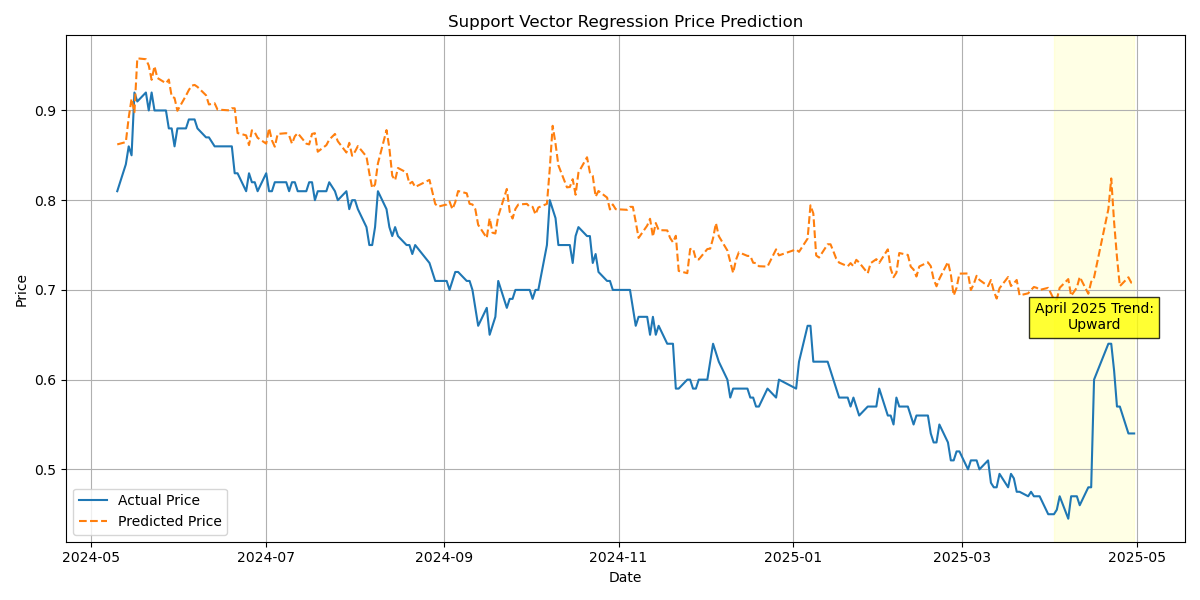 Support Vector Regression Price Prediction
Price
0.9
0.8
0.7
0.6
0.5
April 2025 Trend:
Upward
Actual Price
Predicted Price
2024-05
2024-07
2024-09
2024-11
2025-01
2025-03
2025-05
Date